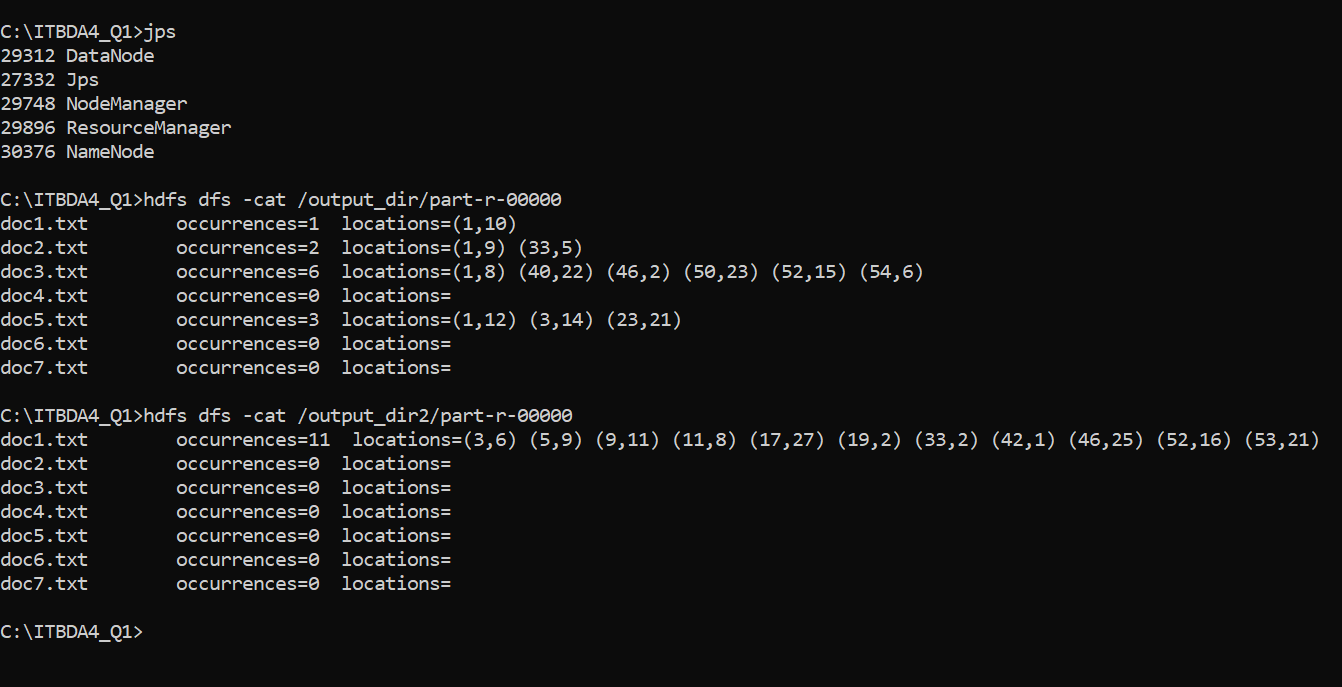 C:\ITBDA4_Q1>jps
29312 DataNode
27332 Jps
29748 NodeManager
29896 ResourceManager
30376 NameNode
C:\ITBDA4_Q1>hdfs dfs -cat /output_dir/part-r-00000
doc1.txt        occurrences=1  locations=(1,10)
doc2.txt        occurrences=2  locations=(1,9) (33,5)
doc3.txt        occurrences=6  locations=(1,8) (40,22) (46,2) (50,23) (52,15) (54,6)
doc4.txt        occurrences=0  locations=
doc5.txt        occurrences=3  locations=(1,12) (3,14) (23,21)
doc6.txt        occurrences=0  locations=
doc7.txt        occurrences=0  locations=
C:\ITBDA4_Q1>hdfs dfs -cat /output_dir2/part-r-00000
doc1.txt        occurrences=11  locations=(3,6) (5,9) (9,11) (11,8) (17,27) (19,2) (33,2) (42,1) (46,25) (52,16) (53,21)
doc2.txt        occurrences=0  locations=
doc3.txt        occurrences=0  locations=
doc4.txt        occurrences=0  locations=
doc5.txt        occurrences=0  locations=
doc6.txt        occurrences=0  locations=
doc7.txt        occurrences=0  locations=
C:\ITBDA4_Q1>